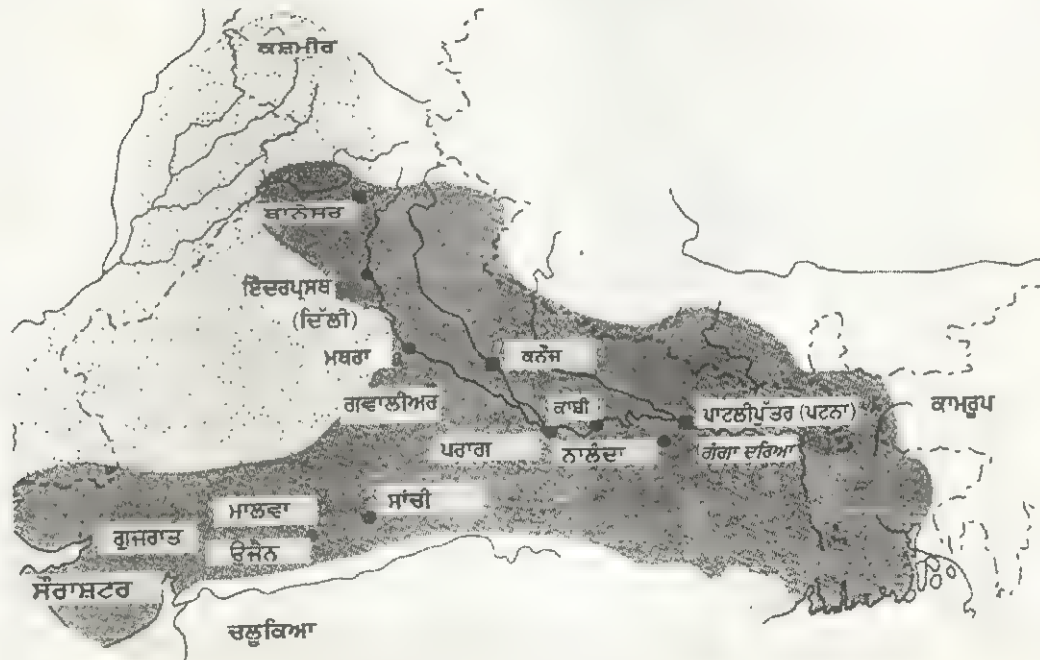 ਕਸ਼ਮੀਰ
ਥਾਨੇਸਰ
ਇੰਦਰਪ੍ਰਸਥ
(ਦਿੱਲੀ)
ਮਥਰਾ
ਕਨੌਜ
ਗਵਾਲੀਅਰ
ਕਾਸ਼ੀ
ਪਾਟਲੀਪੁੱਤਰ (ਪਟਨਾ)
ਕਾਮਰੂਪ
ਪਰਾਗ
ਨਾਲੰਦਾ
ਗੰਗਾ ਦਰਿਆ
ਮਾਲਵਾ
ਸਾਂਚੀ
ਗੁਜਰਾਤ
ਉਜੈਨ
ਸੌਰਾਸ਼ਟਰ
ਚਲੂਕਿਆ